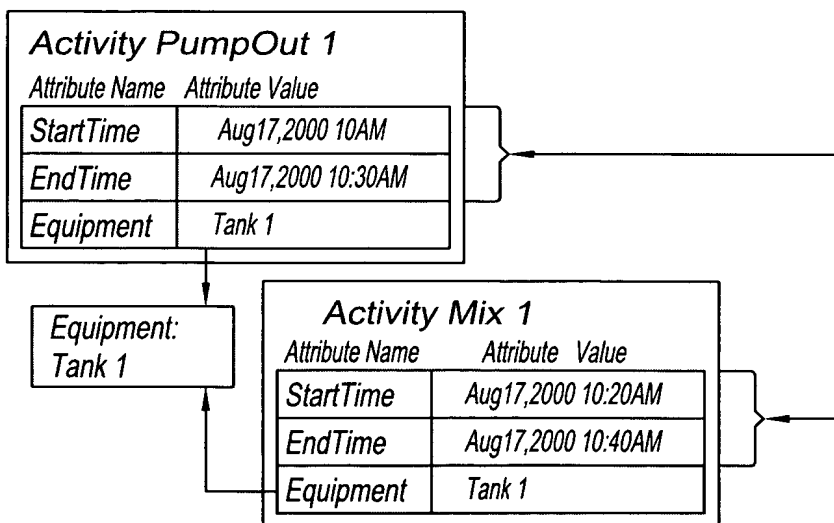 Activity PumpOut 1
Attribute Name Attribute Value
StartTime Aug17,2000 10AM
EndTime Aug17,2000 10:30AM
Equipment Tank 1
Equipment:
Tank 1
Activity Mix 1
Attribute Name Attribute Value
StartTime Aug17,2000 10:20AM
EndTime Aug17,2000 10:40AM
Equipment Tank 1